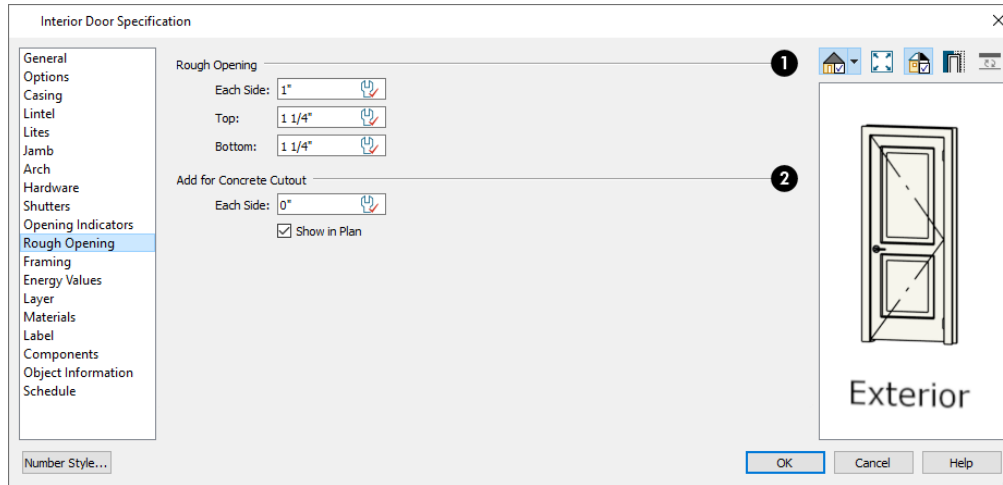 Interior Door Specification
General
Options
Casing
Lintel
Lites
Jamb
Arch
Hardware
Shutters
Opening Indicators
Rough Opening
Framing
Energy Values
Layer
Materials
Label
Components
Object Information
Schedule
Rough Opening
1
Each Side: 1"
Top: 1 1/4"
Bottom: 1 1/4"
Add for Concrete Cutout
2
Each Side: 0"
Show in Plan
Exterior
Number Style...
OK
Cancel
Help